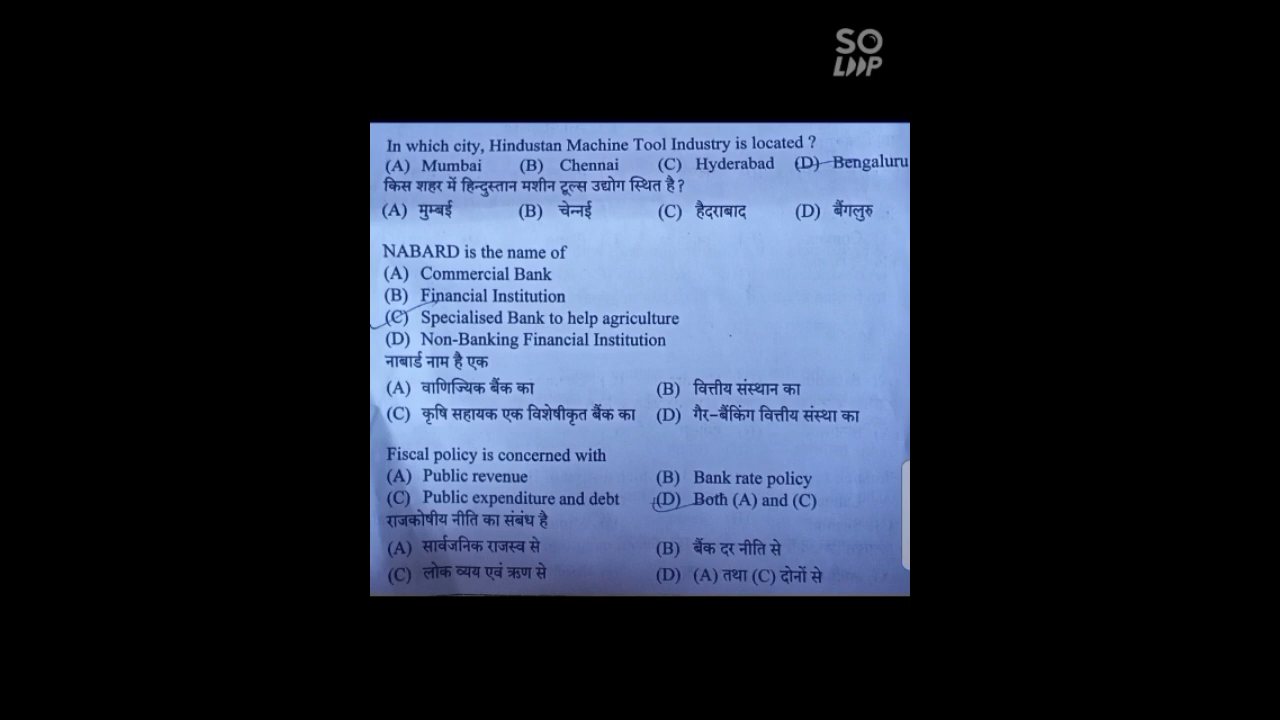 SO
LOOP
In which city, Hindustan Machine Tool Industry is located ?
(A) Mumbai (B) Chennai (C) Hyderabad (D) Bengaluru
किस शहर में हिन्दुस्तान मशीन टूल्स उद्योग स्थित है ?
(A) मुम्बई (B) चेन्नई (C) हैदराबाद (D) बैंगलुरु
NABARD is the name of
(A) Commercial Bank
(B) Financial Institution
(C) Specialised Bank to help agriculture
(D) Non-Banking Financial Institution
नाबार्ड नाम है एक
(A) वाणिज्यिक बैंक का (B) वित्तीय संस्थान का
(C) कृषि सहायक एक विशेषीकृत बैंक का (D) गैर-बैंकिंग वित्तीय संस्था का
Fiscal policy is concerned with
(A) Public revenue (B) Bank rate policy
(C) Public expenditure and debt (D) Both (A) and (C)
राजकोषीय नीति का संबंध है
(A) सार्वजनिक राजस्व से (B) बैंक दर नीति से
(C) लोक व्यय एवं ऋण से (D) (A) तथा (C) दोनों से